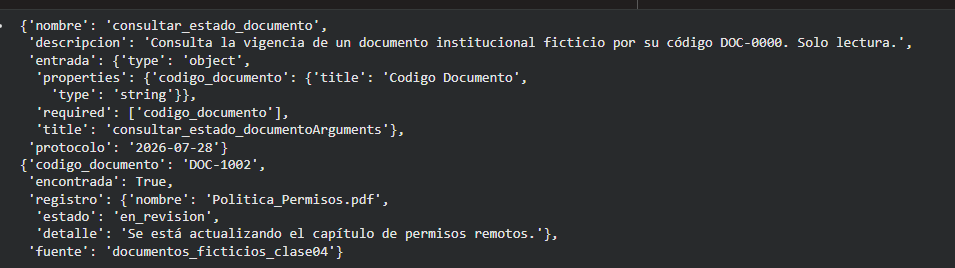 {'nombre': 'consultar_estado_documento',
'descripcion': 'Consulta la vigencia de un documento institucional ficticio por su código DOC-0000. Solo lectura.',
'entrada': {'type': 'object',
'properties': {'codigo_documento': {'title': 'Codigo Documento',
'type': 'string'}},
'required': ['codigo_documento'],
'title': 'consultar_estado_documentoArguments'},
'protocolo': '2026-07-28'}
{'codigo_documento': 'DOC-1002',
'encontrada': True,
'registro': {'nombre': 'Politica_Permisos.pdf',
'estado': 'en_revision',
'detalle': 'Se está actualizando el capítulo de permisos remotos.'},
'fuente': 'documentos_ficticios_clase04'}